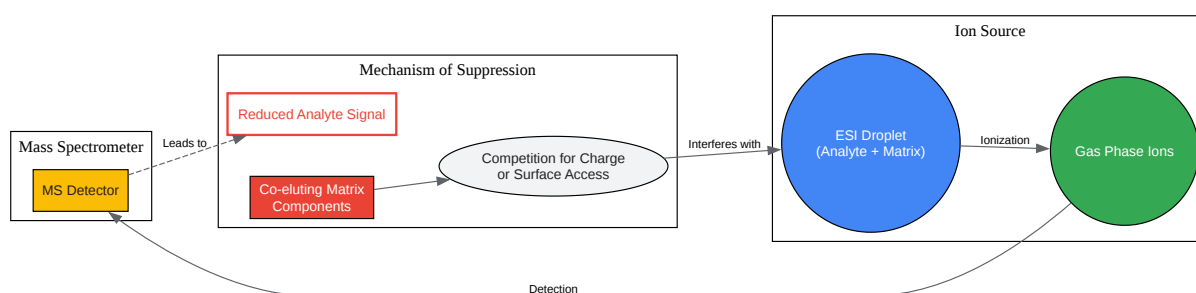 Ion Source
Mechanism of Suppression
Reduced Analyte Signal
Mass Spectrometer
Leads to
MS Detector
Co-eluting Matrix
Components
Competition for Charge
or Surface Access
Interferes with
ESI Droplet
(Analyte + Matrix)
Ionization
Gas Phase Ions
Detection